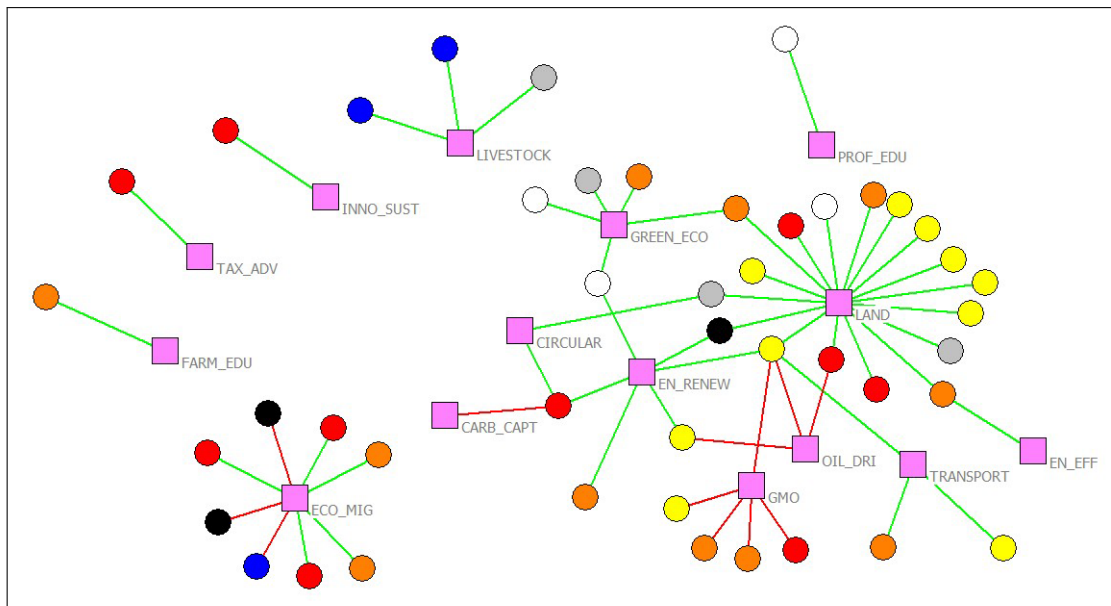 LIVESTOCK
PROF_EDU
INNO_SUST
GREEN_ECO
TAX_ADV
LAND
CIRCULAR
FARM_EDU
EN_RENEW
CARB_CAPT
OIL_DRI
EN_EFF
TRANSPORT
GMO
ECO_MIG